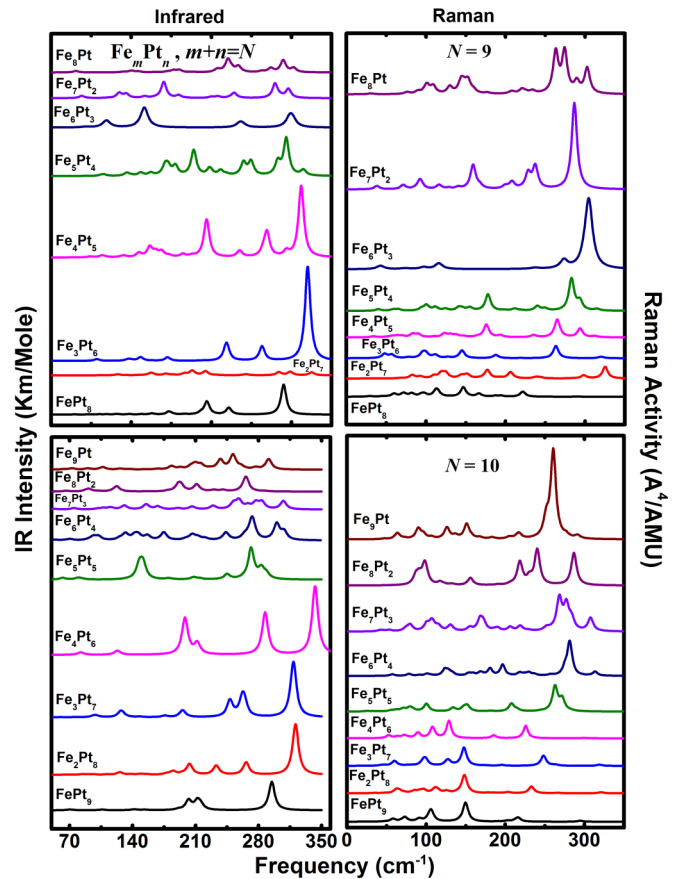 Infrared
Raman
Fe8Pt
FemPtn , m+n=N
Fe7Pt2
Fe6Pt3
Fe5Pt4
Fe4Pt5
Fe3Pt6
Fe2Pt7
FePt8
N = 9
Fe8Pt
Fe7Pt2
Fe6Pt3
Fe5Pt4
Fe4Pt5
Fe3Pt6
Fe2Pt7
FePt8
IR Intensity (Km/Mole)
Raman Activity (A4/AMU)
Fe9Pt
Fe8Pt2
Fe7Pt3
Fe6Pt4
Fe5Pt5
Fe4Pt6
Fe3Pt7
Fe2Pt8
FePt9
N = 10
Fe9Pt
Fe8Pt2
Fe7Pt3
Fe6Pt4
Fe5Pt5
Fe4Pt6
Fe3Pt7
Fe2Pt8
FePt9
70 140 210 280 350 0 100 200 300
Frequency (cm-1)